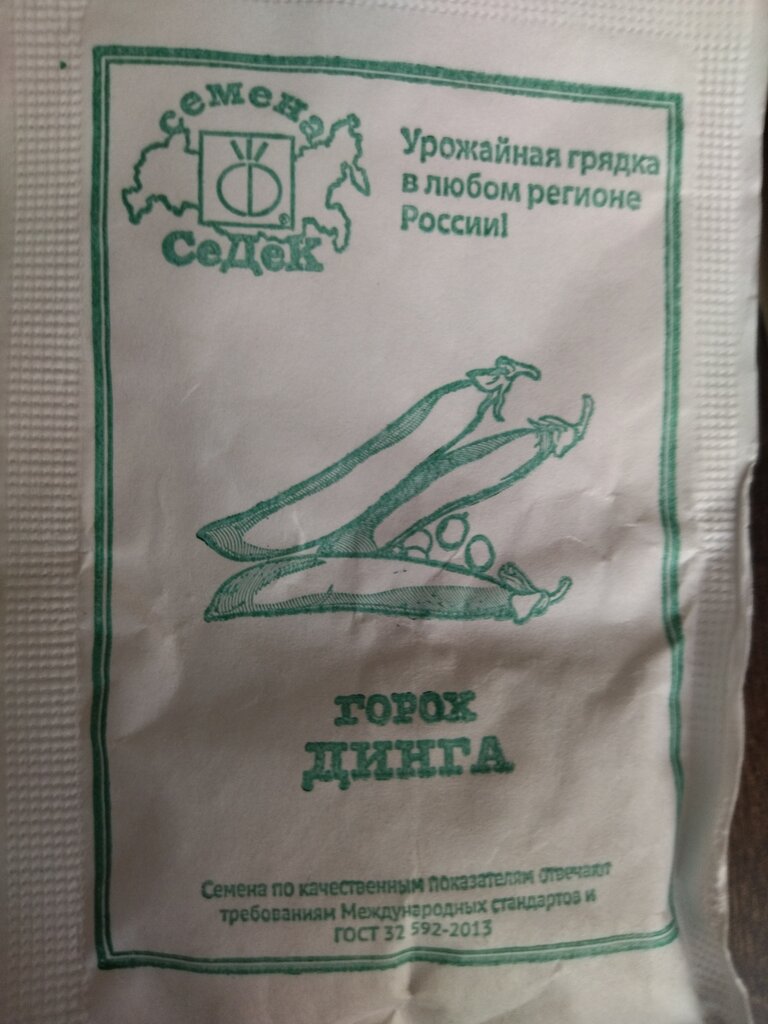 семена
СеДеК
Урожайная грядка
в любом регионе
России!
ГОРОХ
ДИНГА
Семена по качественным показателям отвечают
требованиям Международных стандартов и
ГОСТ 32 592-2013